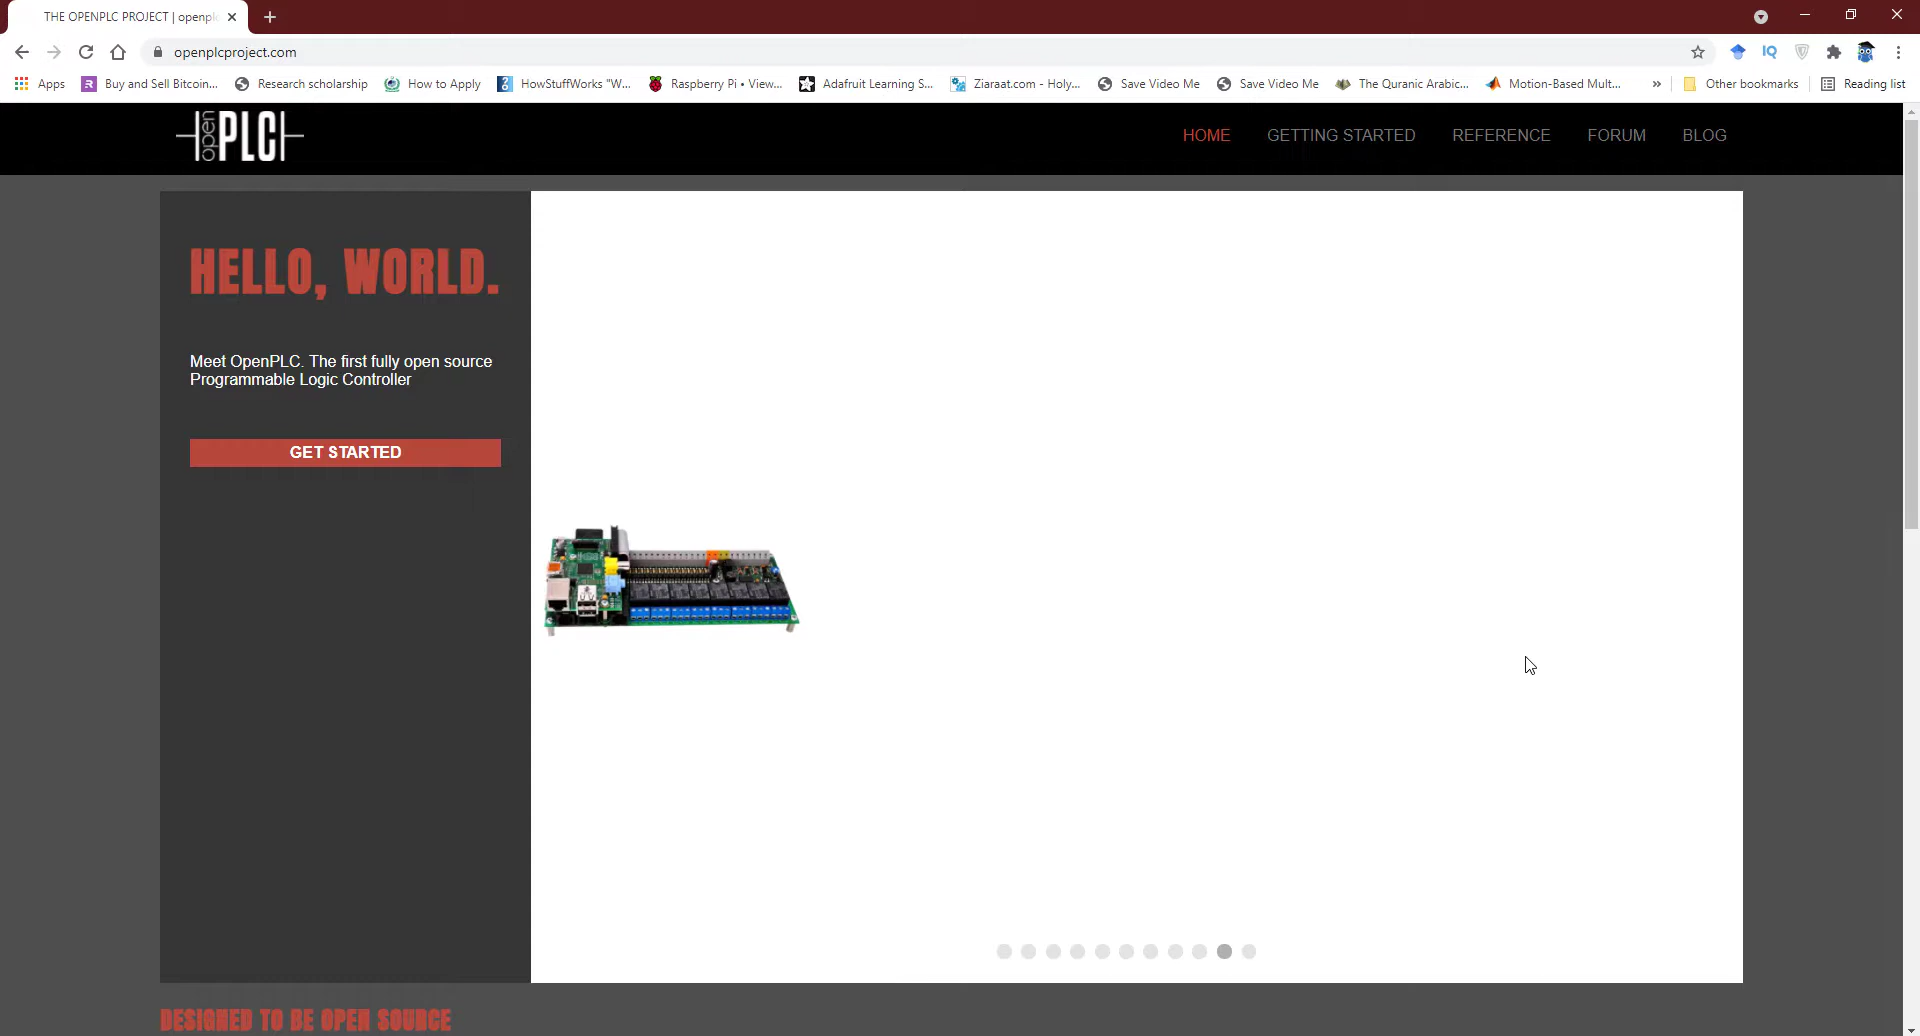 THE OPENPLC PROJECT | openplc
openplcproject.com
IQ
Apps
Buy and Sell Bitcoin...
Research scholarship
How to Apply
HowStuffWorks "W...
Raspberry Pi • View...
Adafruit Learning S...
Ziaraat.com - Holy...
Save Video Me
Save Video Me
The Quranic Arabic...
Motion-Based Mult...
»
Other bookmarks
Reading list
open PLC
HOME
GETTING STARTED
REFERENCE
FORUM
BLOG
HELLO, WORLD.
Meet OpenPLC. The first fully open source
Programmable Logic Controller
GET STARTED
DESIGNED TO BE OPEN SOURCE